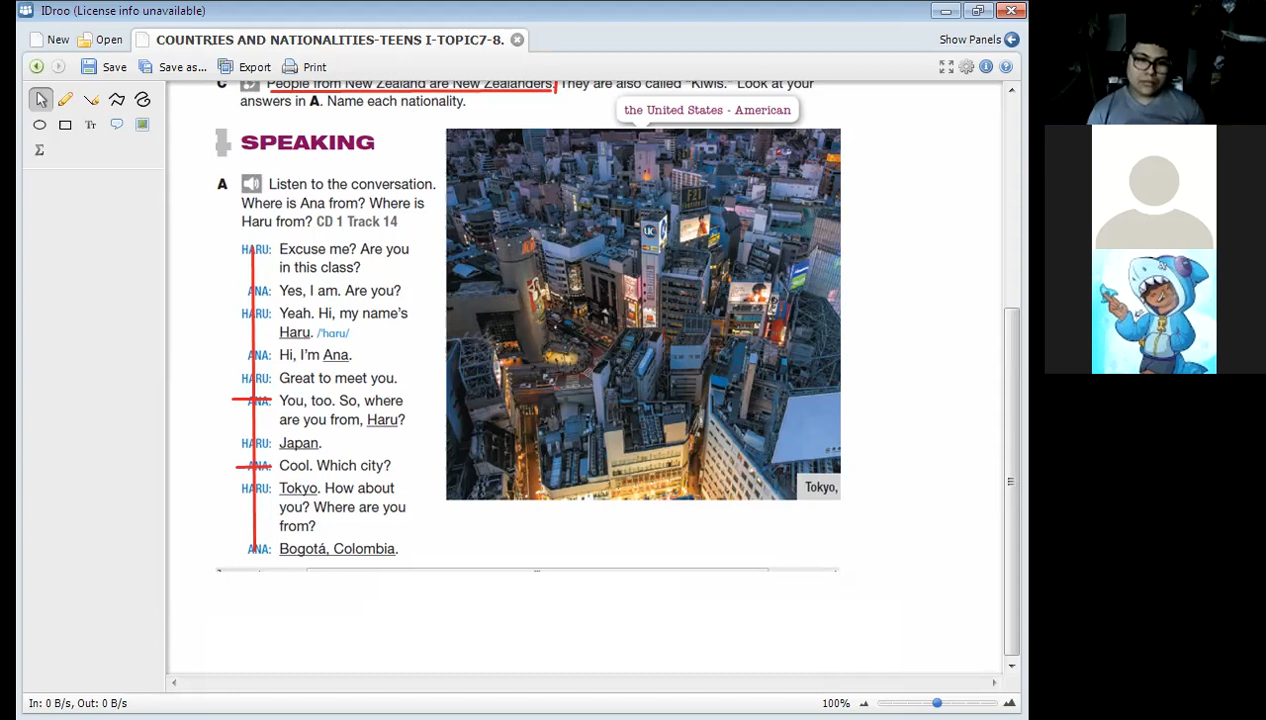 IDroo (License info unavailable)
New Open COUNTRIES AND NATIONALITIES-TEENS I-TOPIC7-8. Show Panels
Save Save as... Export Print
C People from New Zealand are New Zealanders. They are also called "Kiwis." Look at your
answers in A. Name each nationality.
the United States - American
SPEAKING
A Listen to the conversation.
Where is Ana from? Where is
Haru from? CD 1 Track 14
HARU: Excuse me? Are you
in this class?
ANA: Yes, I am. Are you?
HARU: Yeah. Hi, my name's
Haru. /'haru/
ANA: Hi, I'm Ana.
HARU: Great to meet you.
ANA: You, too. So, where
are you from, Haru?
HARU: Japan.
ANA: Cool. Which city?
HARU: Tokyo. How about
you? Where are you
from?
ANA: Bogotá, Colombia.
F21
UC
Tokyo,
Tr
Σ
In: 0 B/s, Out: 0 B/s
100%